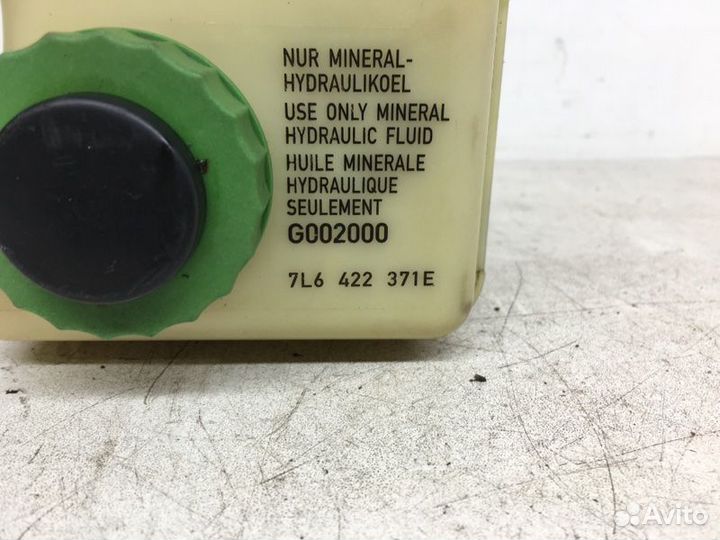 NUR MINERAL-
HYDRAULIKOEL
USE ONLY MINERAL
HYDRAULIC FLUID
HUILE MINERALE
HYDRAULIQUE
SEULEMENT
G002000
7L6 422 371E
Avito